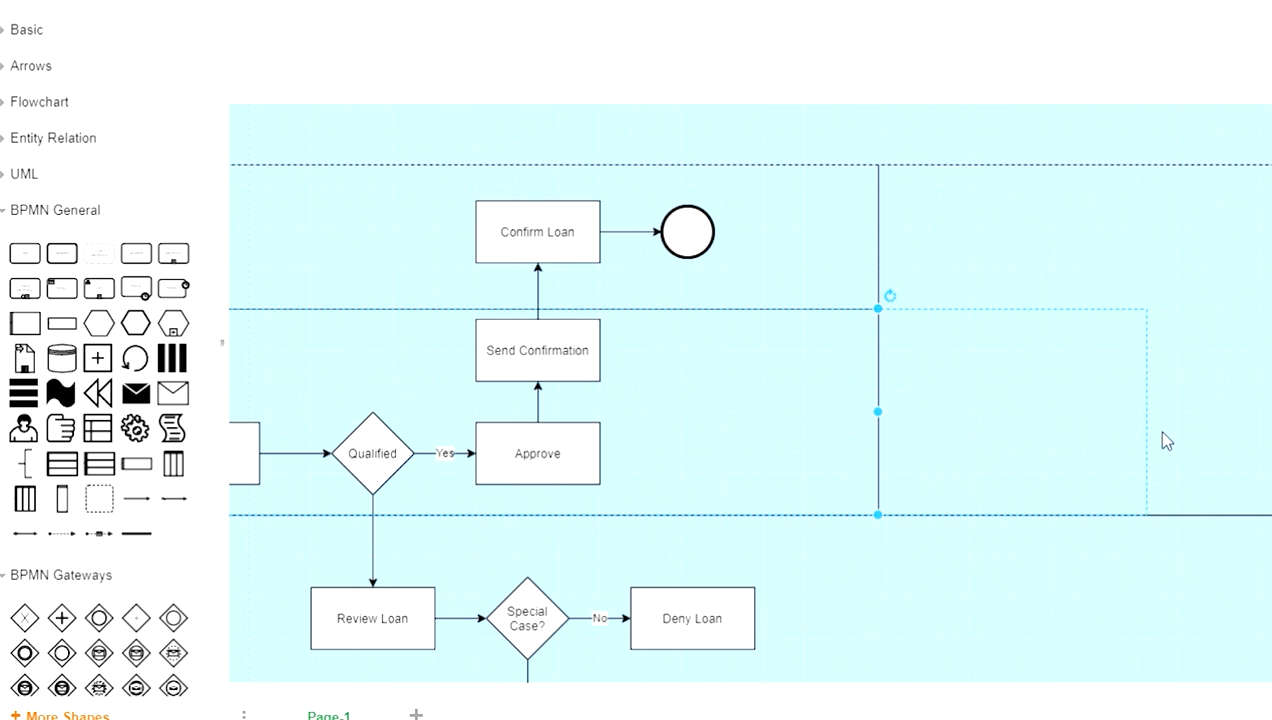 Basic
Arrows
Flowchart
Entity Relation
UML
BPMN General
Confirm Loan
Send Confirmation
Qualified
Yes
Approve
BPMN Gateways
Review Loan
Special
Case?
No
Deny Loan
More Shapes
Page-1